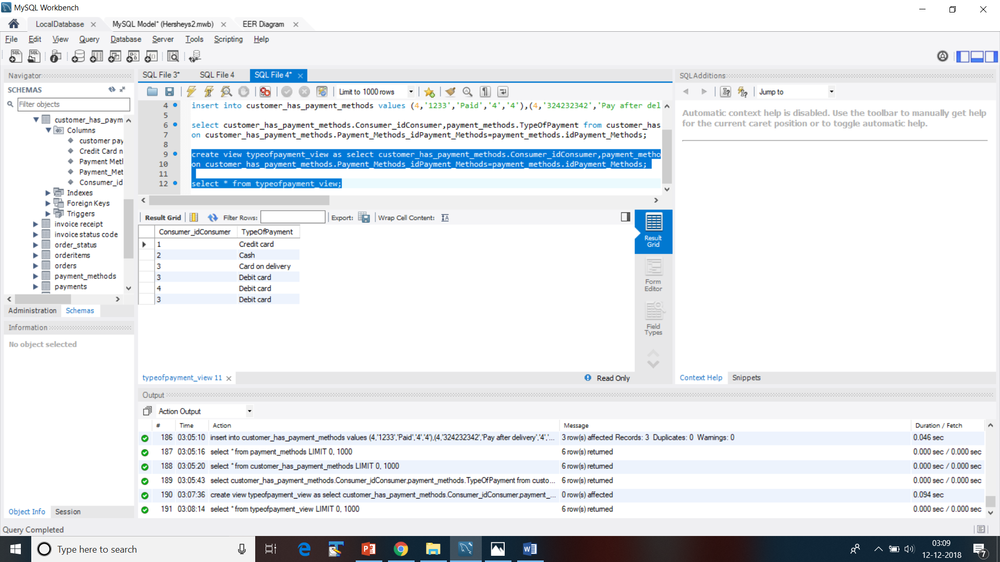 MySQL Workbench
LocalDatabase
MySQL Model* (Hersheys2.mwb)
EER Diagram
File Edit View Query Database Server Tools Scripting Help
Navigator
SCHEMAS
Filter objects
customer_has_paym
Columns
customer pay
Credit Card n
Payment Met
Payment_Met
Consumer_id
Indexes
Foreign Keys
Triggers
invoice receipt
invoice status code
order_status
orderitems
orders
payment_methods
payments
Administration Schemas
Information
No object selected
Object Info Session
SQL File 3* SQL File 4 SQL File 4*
Limit to 1000 rows
4 insert into customer_has_payment_methods values (4,'1233','Paid','4','4'),(4,'324232342','Pay after del
5
6 select customer_has_payment_methods.Consumer_idConsumer,payment_methods.TypeOfPayment from customer_has
7 on customer_has_payment_methods.Payment_Methods_idPayment_Methods=payment_methods.idPayment_Methods;
8
9 create view typeofpayment_view as select customer_has_payment_methods.Consumer_idConsumer,payment_metho
10 on customer_has_payment_methods.Payment_Methods_idPayment_Methods=payment_methods.idPayment_Methods;
11
12 select * from typeofpayment_view;
Result Grid Filter Rows: Export: Wrap Cell Content:
Consumer_idConsumer TypeOfPayment
1 Credit card
2 Cash
3 Card on delivery
3 Debit card
4 Debit card
3 Debit card
Result
Grid
Form
Editor
Field
Types
typeofpayment_view 11
Read Only
SQLAdditions
Jump to
Automatic context help is disabled. Use the toolbar to manually get help
for the current caret position or to toggle automatic help.
Context Help Snippets
Output
Action Output
# Time Action Message Duration / Fetch
186 03:05:10 insert into customer_has_payment_methods values (4,'1233','Paid','4','4'),(4,'324232342','Pay after delivery','4','... 3 row(s) affected Records: 3 Duplicates: 0 Warnings: 0 0.046 sec
187 03:05:16 select * from payment_methods LIMIT 0, 1000 6 row(s) returned 0.000 sec / 0.000 sec
188 03:05:20 select * from customer_has_payment_methods LIMIT 0, 1000 6 row(s) returned 0.000 sec / 0.000 sec
189 03:05:43 select customer_has_payment_methods.Consumer_idConsumer,payment_methods.TypeOfPayment from custo... 6 row(s) returned 0.000 sec / 0.000 sec
190 03:07:36 create view typeofpayment_view as select customer_has_payment_methods.Consumer_idConsumer,payment_... 0 row(s) affected 0.094 sec
191 03:08:14 select * from typeofpayment_view LIMIT 0, 1000 6 row(s) returned 0.000 sec / 0.000 sec
Query Completed
Type here to search
03:09
12-12-2018
7